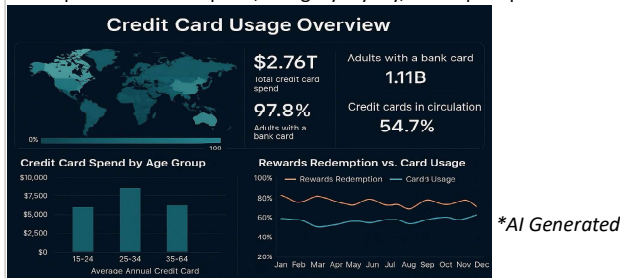 Credit Card Usage Overview
$2.76T
Total credit card
spend
97.8%
Adults with a
bank card
Adults with a bank card
1.11B
Credit cards in circulation
54.7%
0%
100
Credit Card Spend by Age Group
$10,000
$7,500
$5,000
$2,500
$0
15-24 25-34 35-64
Average Annual Credit Card
Rewards Redemption vs. Card Usage
Rewards Redemption Card Usage
100%
80%
60%
40%
20%
Jan Feb Mar Apr May Jun Jul Aug Sep Oct Nov Dec
*AI Generated